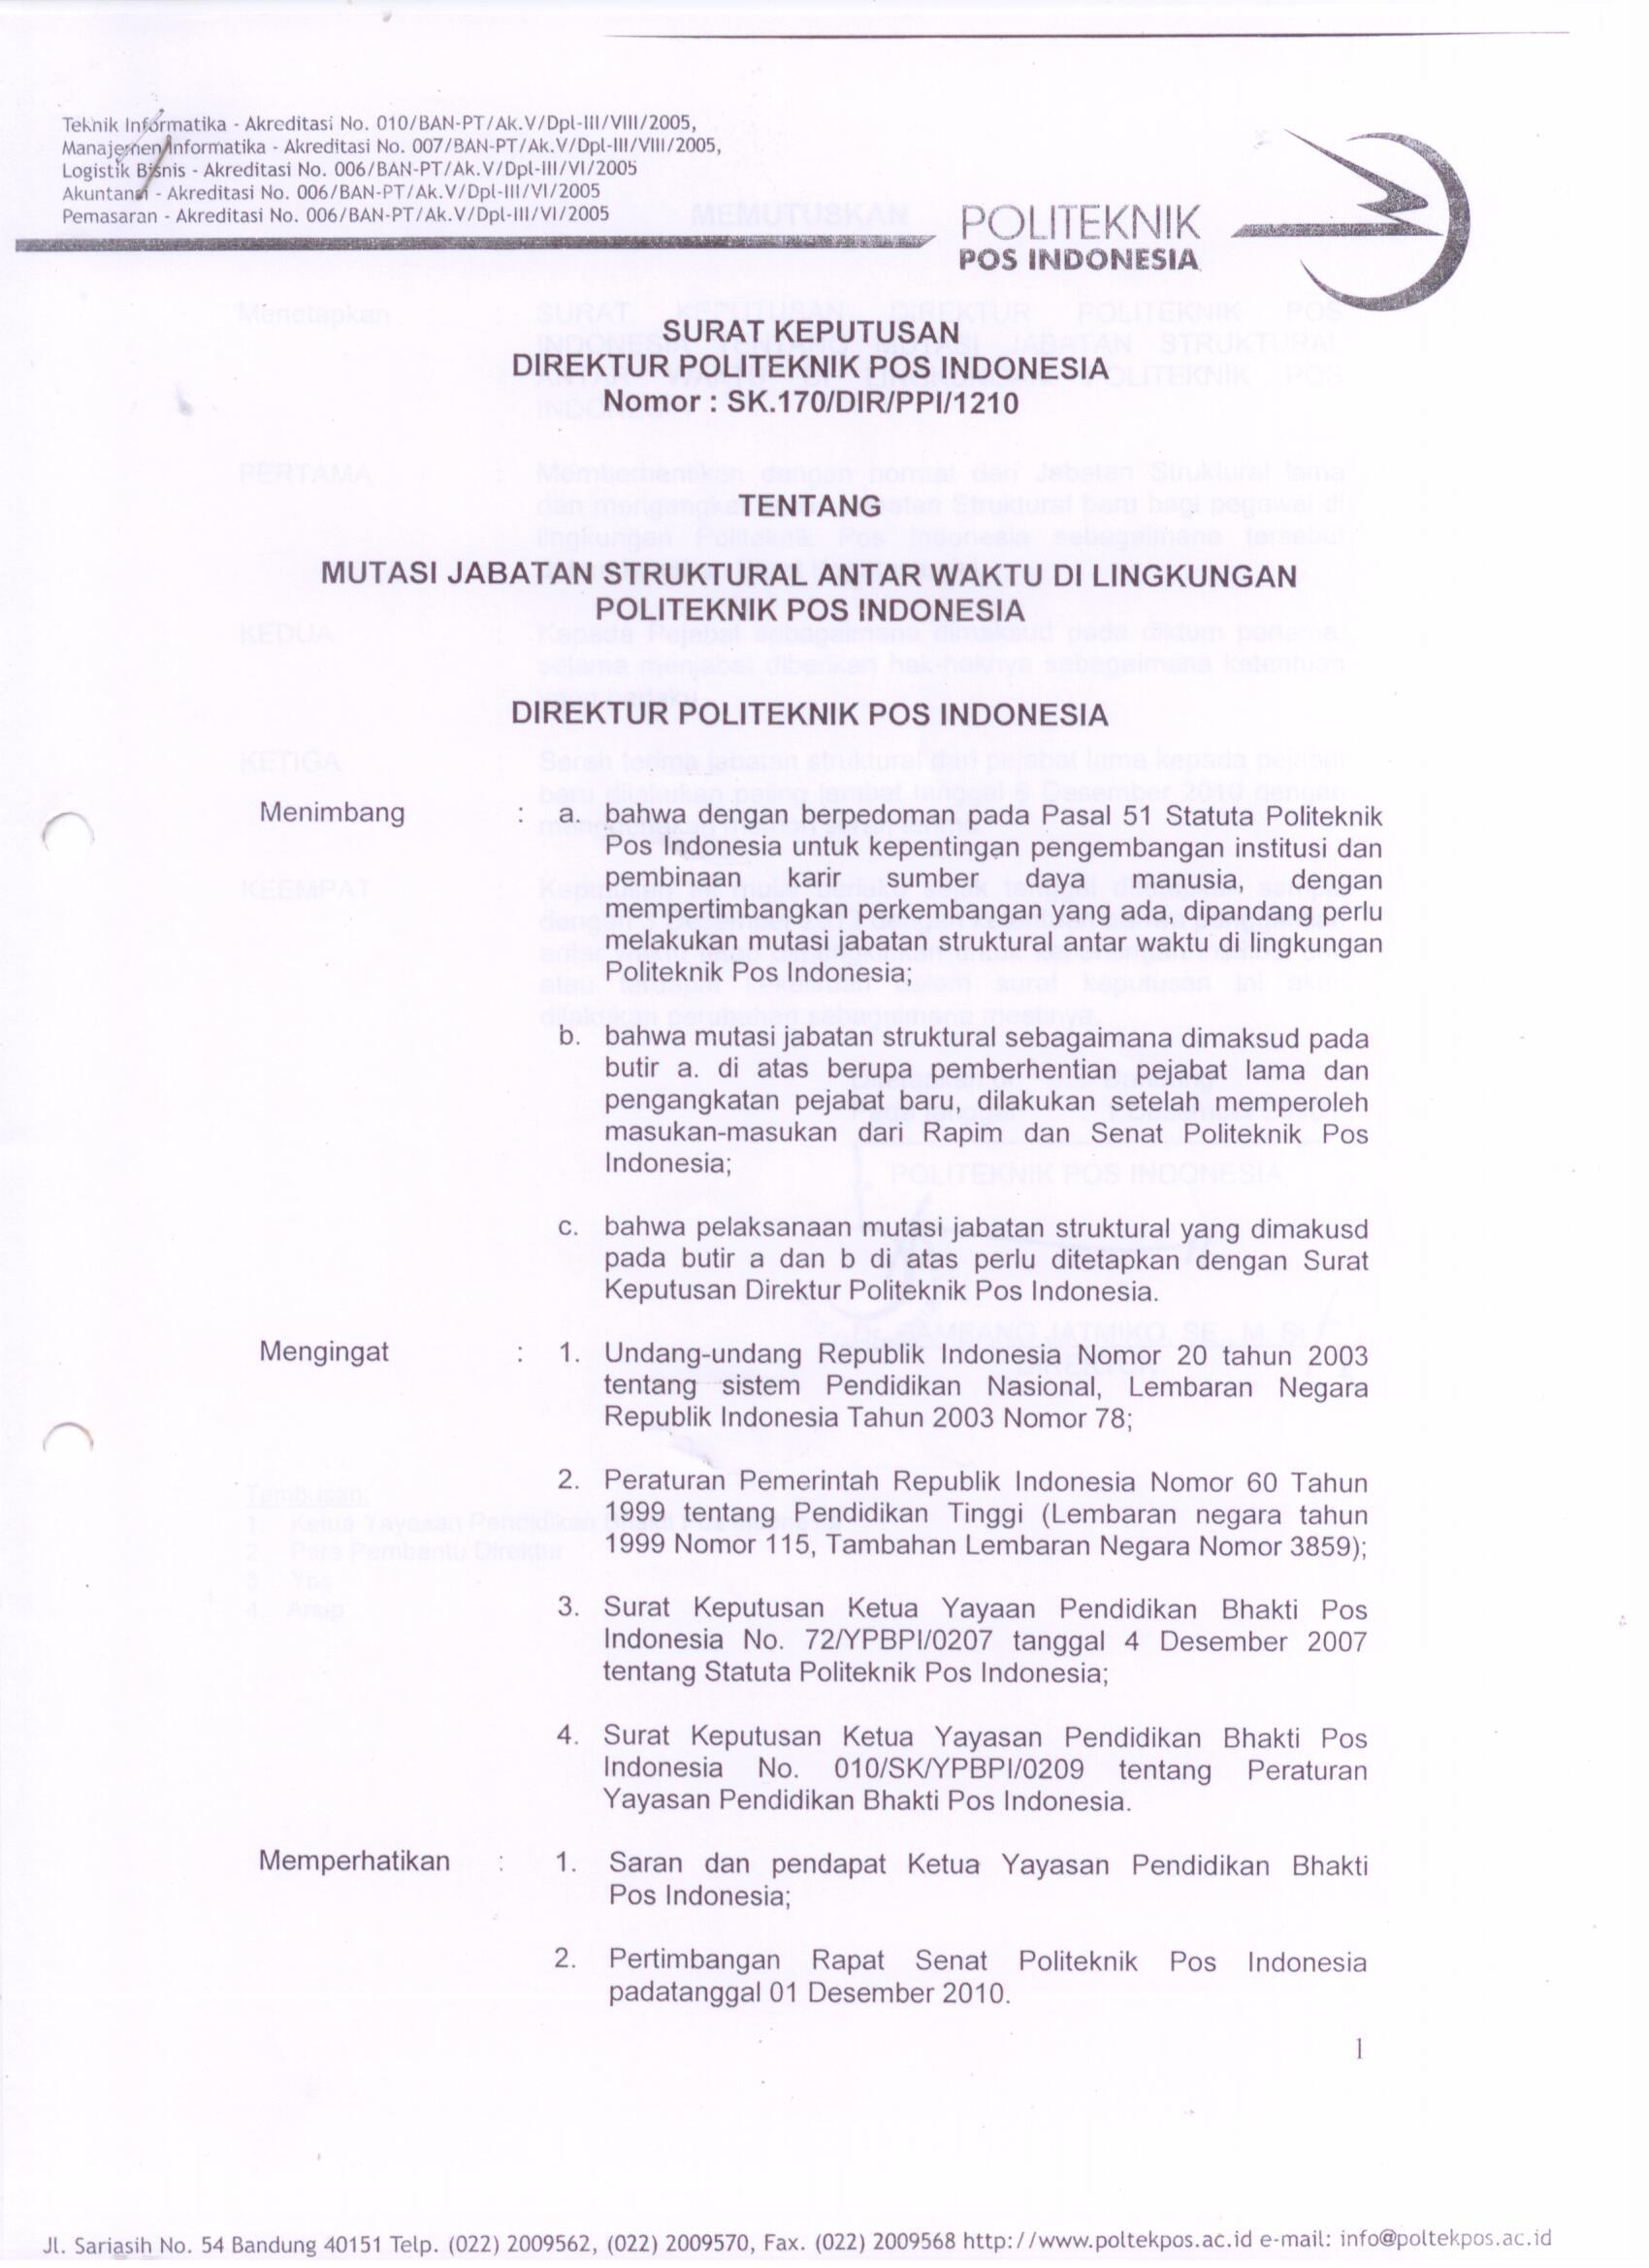 Teknik Informatika - Akreditasi No. 010/BAN-PT/Ak.V/Dpl-III/VIII/2005,
Manajemen Informatika - Akreditasi No. 007/BAN-PT/Ak.V/Dpl-III/VIII/2005,
Logistik Bisnis - Akreditasi No. 006/BAN-PT/Ak.V/Dpl-III/VI/2005
Akuntansi - Akreditasi No. 006/BAN-PT/Ak.V/Dpl-III/VI/2005
Pemasaran - Akreditasi No. 006/BAN-PT/Ak.V/Dpl-III/VI/2005
POLITEKNIK
POS INDONESIA
SURAT KEPUTUSAN
DIREKTUR POLITEKNIK POS INDONESIA
Nomor : SK.170/DIR/PPI/1210
TENTANG
MUTASI JABATAN STRUKTURAL ANTAR WAKTU DI LINGKUNGAN
POLITEKNIK POS INDONESIA
DIREKTUR POLITEKNIK POS INDONESIA
Menimbang : a. bahwa dengan berpedoman pada Pasal 51 Statuta Politeknik
Pos Indonesia untuk kepentingan pengembangan institusi dan
pembinaan karir sumber daya manusia, dengan
mempertimbangkan perkembangan yang ada, dipandang perlu
melakukan mutasi jabatan struktural antar waktu di lingkungan
Politeknik Pos Indonesia;
b. bahwa mutasi jabatan struktural sebagaimana dimaksud pada
butir a. di atas berupa pemberhentian pejabat lama dan
pengangkatan pejabat baru, dilakukan setelah memperoleh
masukan-masukan dari Rapim dan Senat Politeknik Pos
Indonesia;
c. bahwa pelaksanaan mutasi jabatan struktural yang dimakusd
pada butir a dan b di atas perlu ditetapkan dengan Surat
Keputusan Direktur Politeknik Pos Indonesia.
Mengingat : 1. Undang-undang Republik Indonesia Nomor 20 tahun 2003
tentang sistem Pendidikan Nasional, Lembaran Negara
Republik Indonesia Tahun 2003 Nomor 78;
2. Peraturan Pemerintah Republik Indonesia Nomor 60 Tahun
1999 tentang Pendidikan Tinggi (Lembaran negara tahun
1999 Nomor 115, Tambahan Lembaran Negara Nomor 3859);
3. Surat Keputusan Ketua Yayaan Pendidikan Bhakti Pos
Indonesia No. 72/YPBPI/0207 tanggal 4 Desember 2007
tentang Statuta Politeknik Pos Indonesia;
4. Surat Keputusan Ketua Yayasan Pendidikan Bhakti Pos
Indonesia No. 010/SK/YPBPI/0209 tentang Peraturan
Yayasan Pendidikan Bhakti Pos Indonesia.
Memperhatikan : 1. Saran dan pendapat Ketua Yayasan Pendidikan Bhakti
Pos Indonesia;
2. Pertimbangan Rapat Senat Politeknik Pos Indonesia
padatanggal 01 Desember 2010.
1
Jl. Sariasih No. 54 Bandung 40151 Telp. (022) 2009562, (022) 2009570, Fax. (022) 2009568 http://www.poltekpos.ac.id e-mail: info@poltekpos.ac.id